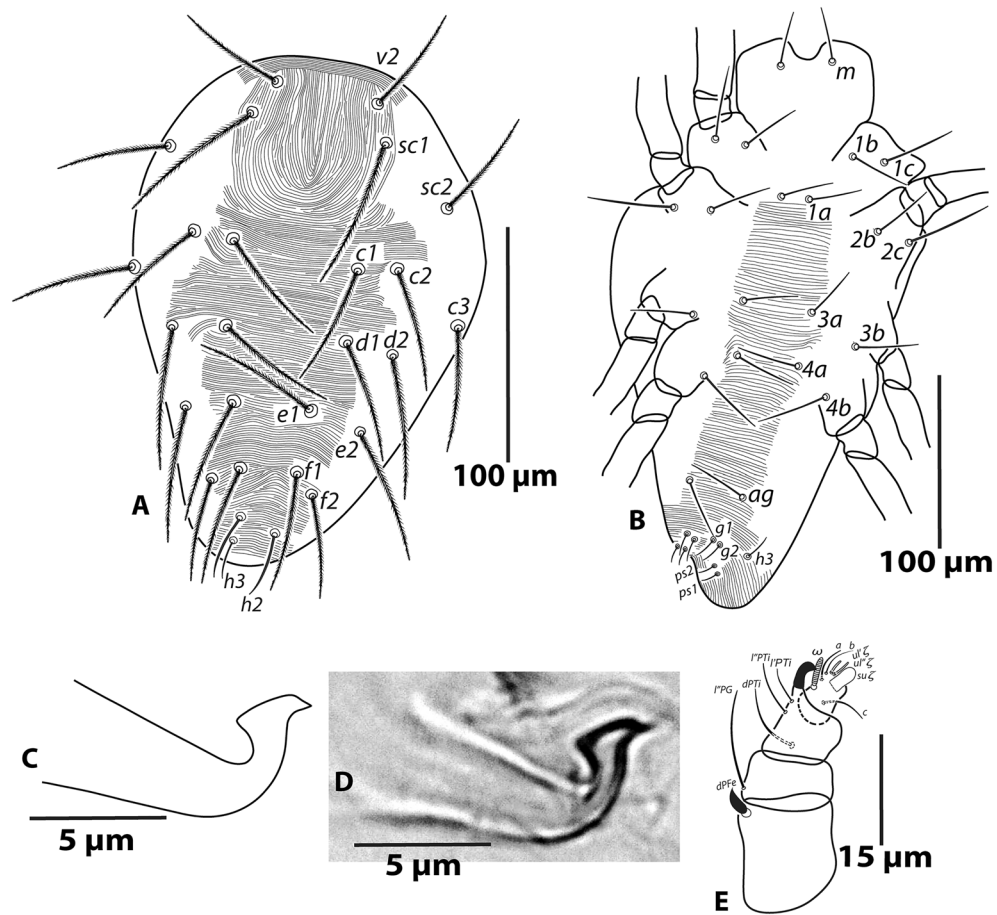 v2
sc1
sc2
c1
c2
c3
d1 d2
e1
e2
f1
f2
h3
h2
A
100 µm
m
1b
1c
1a
2b
2c
3a
3b
4a
4b
ag
g1
g2
h3
ps2
ps1
B
100 µm
C
5 µm
D
5 µm
ω
a b
ul'ζ
ul"ζ
suζ
l"PTi l'PTi
dPTi
l"PG
c
dPFe
15 µm
E